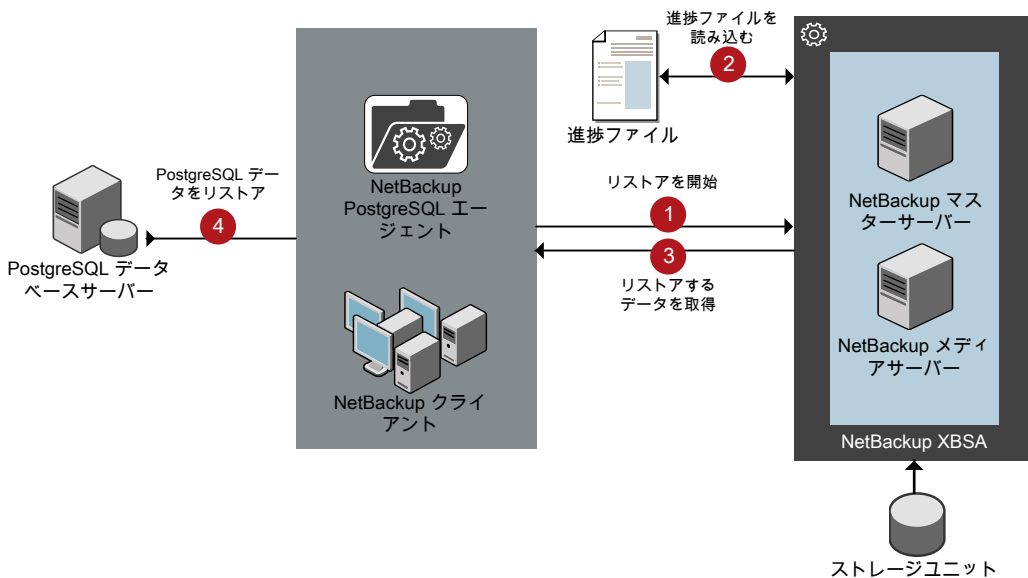 進捗ファイルを
読み込む
2
進捗ファイル
NetBackup
PostgreSQL エー
ジェント
リストアを開始
1
3
リストアする
データを取得
PostgreSQL デー
タをリストア
4
PostgreSQL データ
ベースサーバー
NetBackup クライ
アント
NetBackup マス
ターサーバー
NetBackup メディ
アサーバー
NetBackup XBSA
ストレージユニット